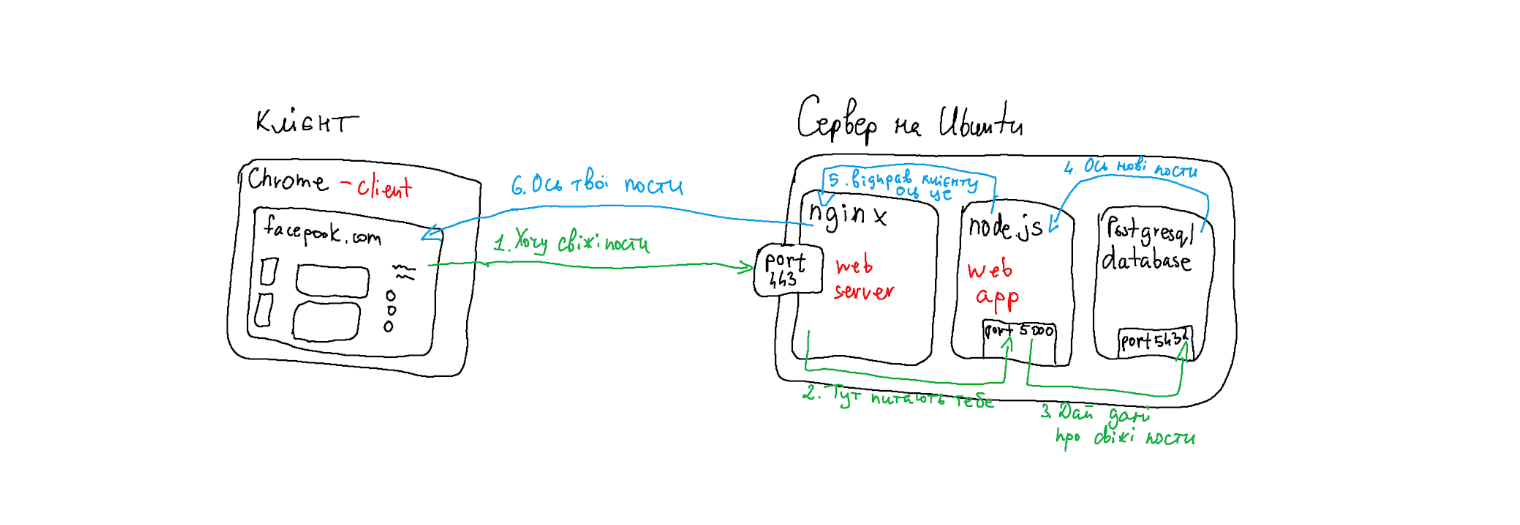 Клієнт
Chrome - client
facepook.com
6. Ось твої пости
1. Хочу свіжі пости
Сервер на Ubuntu
5. відправ клієнту
ось це
4. Ось нові пости
nginx
port
443
web
server
node.js
web
app
port 5000
Postgresql
database
port 5432
2. Тут питають тебе
3. Дай дані
про свіжі пости